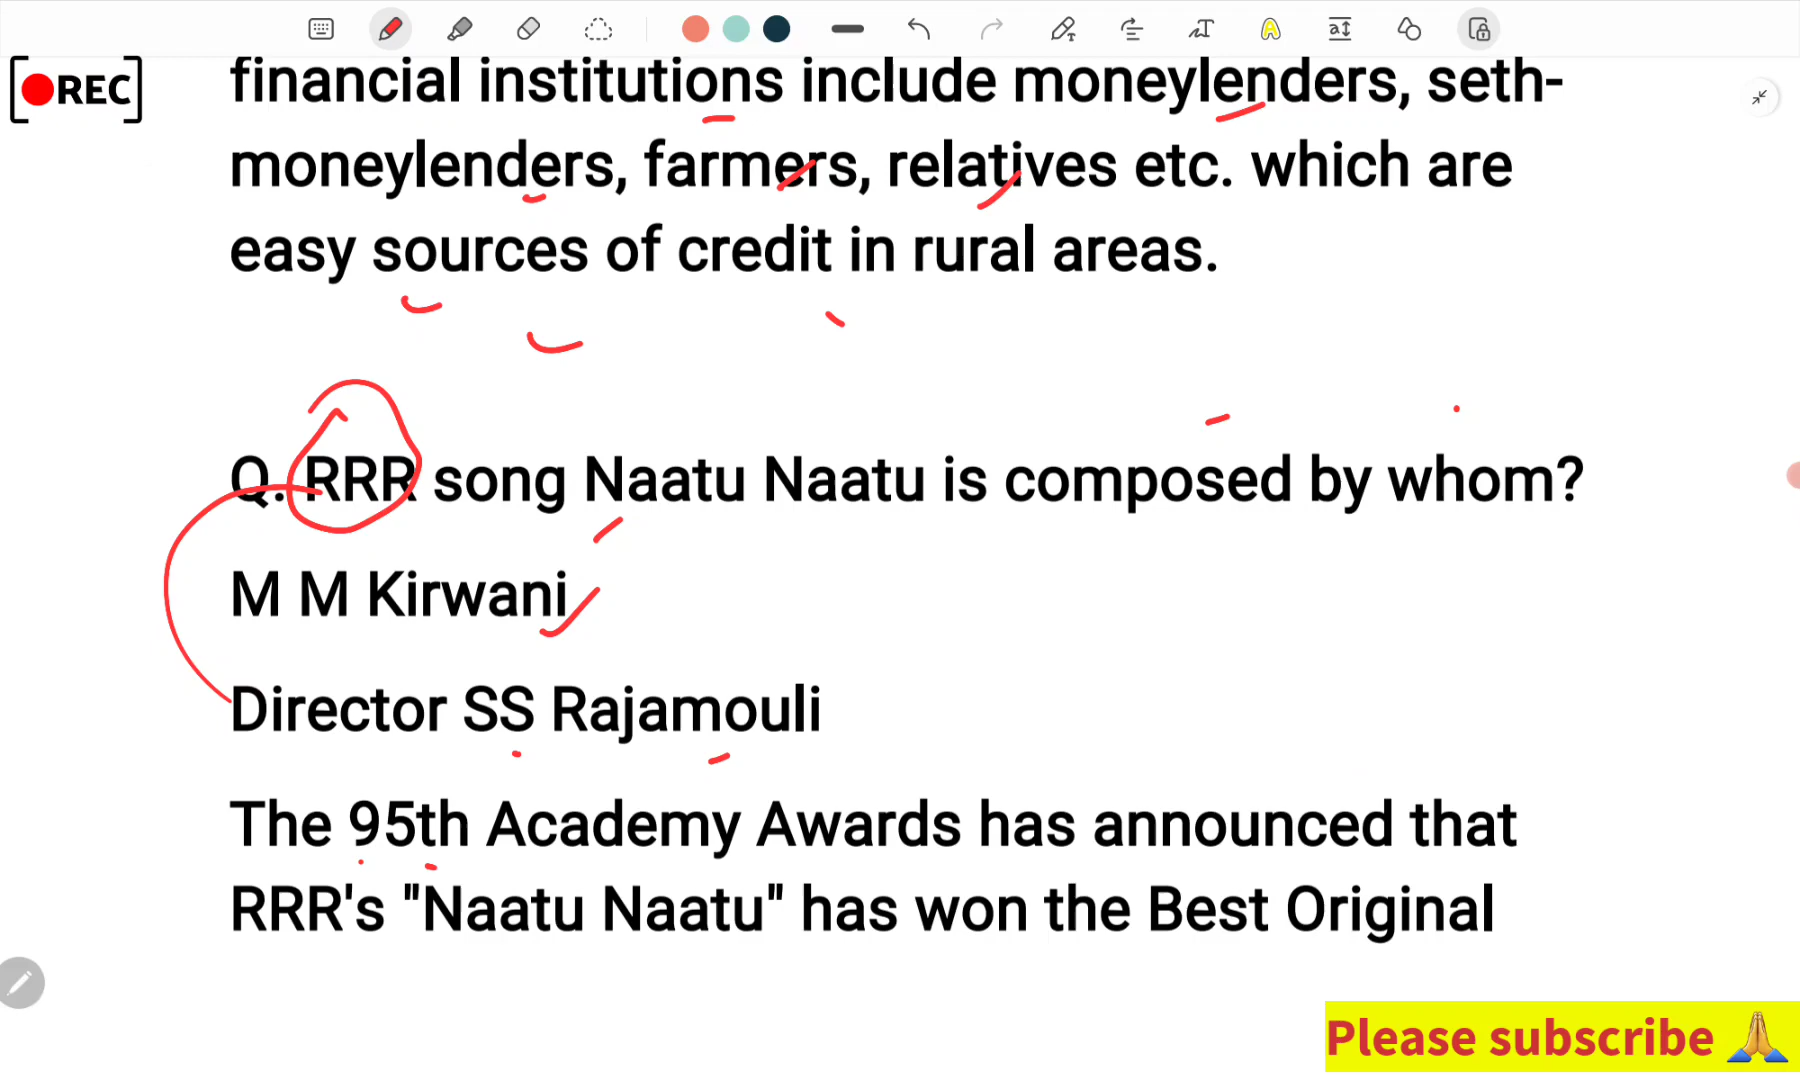 REC
financial institutions include moneylenders, seth-
moneylenders, farmers, relatives etc. which are
easy sources of credit in rural areas.
Q. RRR song Naatu Naatu is composed by whom?
M M Kirwani
Director SS Rajamouli
The 95th Academy Awards has announced that
RRR's "Naatu Naatu" has won the Best Original
Please subscribe 🙏